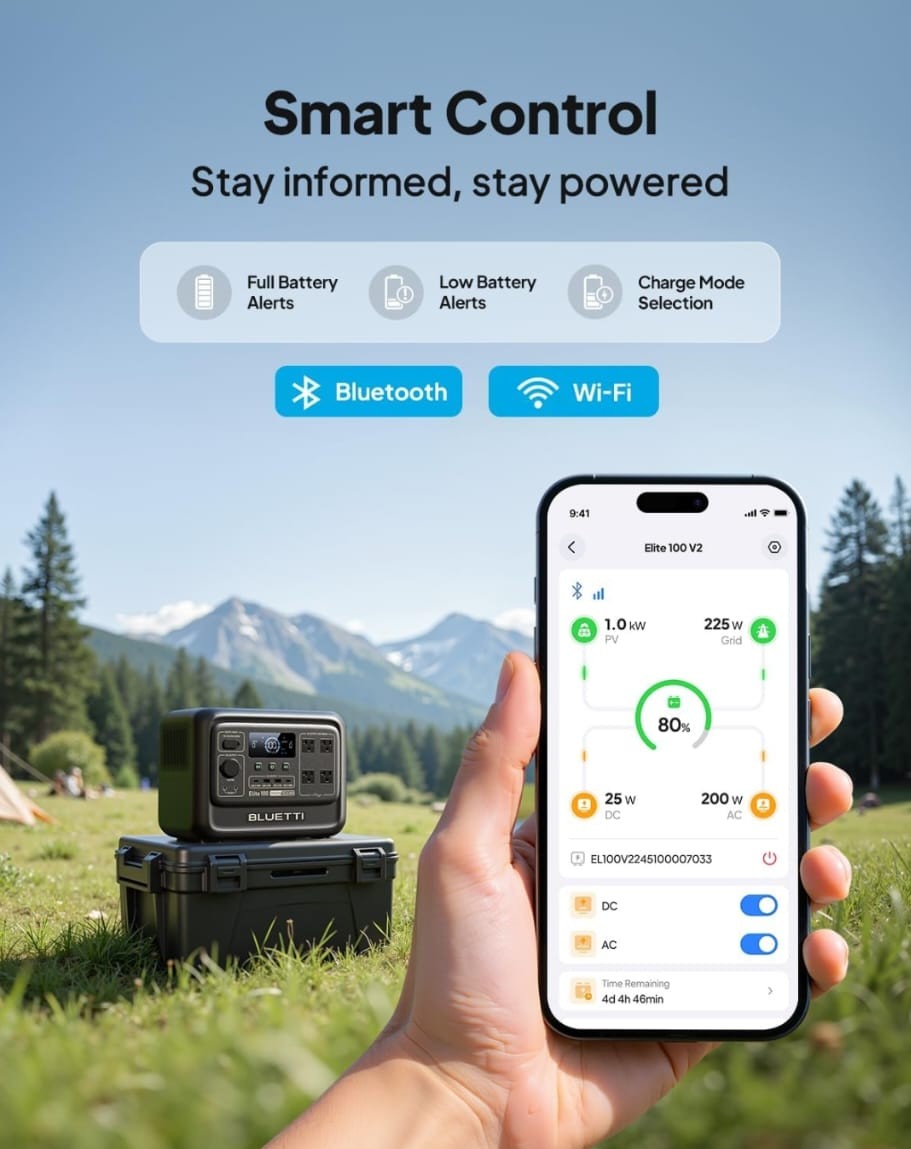 Smart Control
Stay informed, stay powered
Full Battery
Alerts
Low Battery
Alerts
Charge Mode
Selection
Bluetooth
Wi-Fi
9:41
Elite 100 V2
1.0 kW
PV
225 W
Grid
80%
25 W
DC
200 W
AC
EL100V2245100007033
DC
AC
Time Remaining
4d 4h 46min
Elite 100
BLUETTI